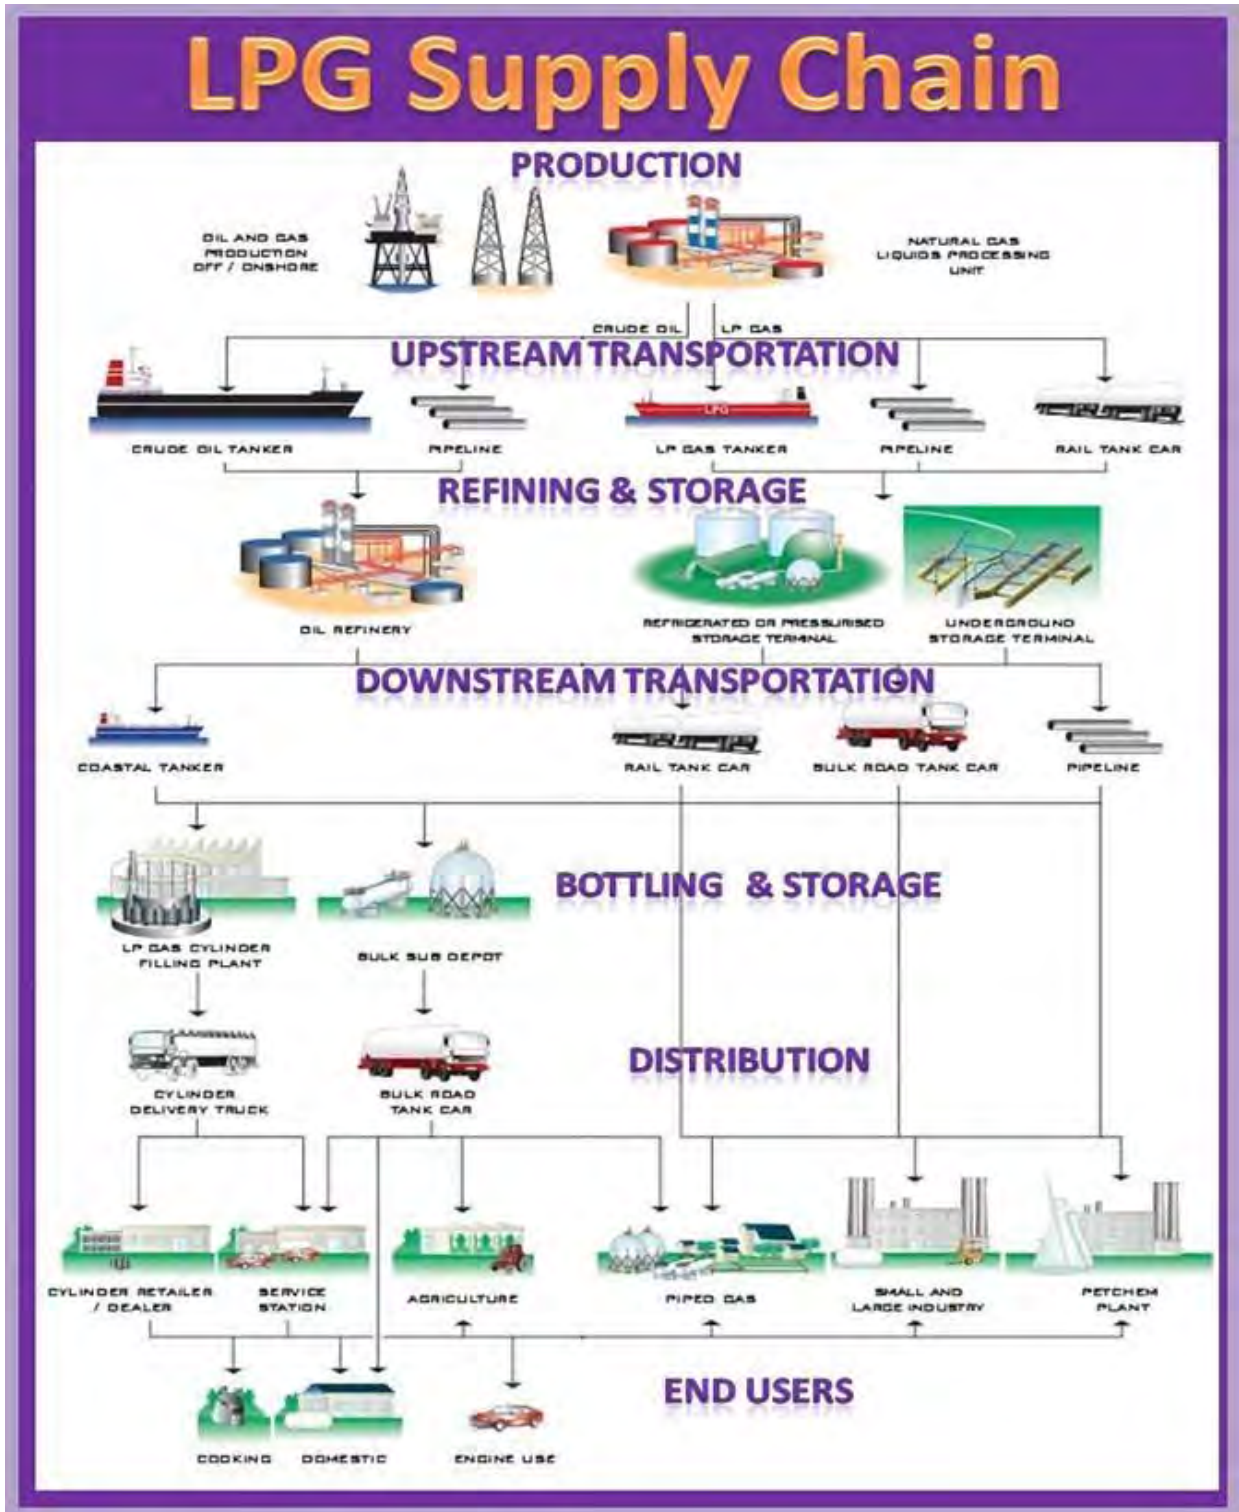 LPG Supply Chain
PRODUCTION
OIL AND GAS
PRODUCTION
OFF / ONSHORE
NATURAL GAS
LIQUIDS PROCESSING
UNIT
CRUDE OIL
LP GAS
UPSTREAM TRANSPORTATION
LPG
CRUDE OIL TANKER
PIPELINE
LP GAS TANKER
PIPELINE
RAIL TANK CAR
REFINING & STORAGE
OIL REFINERY
REFRIGERATED OR PRESSURISED
STORAGE TERMINAL
UNDERGROUND
STORAGE TERMINAL
DOWNSTREAM TRANSPORTATION
COASTAL TANKER
RAIL TANK CAR
BULK ROAD TANK CAR
PIPELINE
BOTTLING & STORAGE
LP GAS CYLINDER
FILLING PLANT
BULK SUB DEPOT
DISTRIBUTION
CYLINDER
DELIVERY TRUCK
BULK ROAD
TANK CAR
CYLINDER RETAILER
/ DEALER
SERVICE
STATION
AGRICULTURE
PIPED GAS
SMALL AND
LARGE INDUSTRY
PETCHEM
PLANT
END USERS
COOKING
DOMESTIC
ENGINE USE